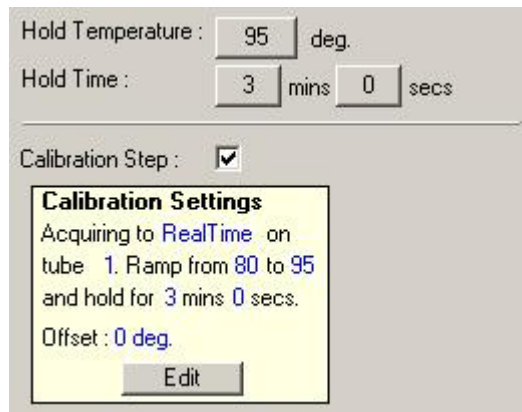 Hold Temperature : 95 deg.
Hold Time : 3 mins 0 secs
Calibration Step :
Calibration Settings
Acquiring to RealTime on
tube 1. Ramp from 80 to 95
and hold for 3 mins 0 secs.
Offset : 0 deg.
Edit